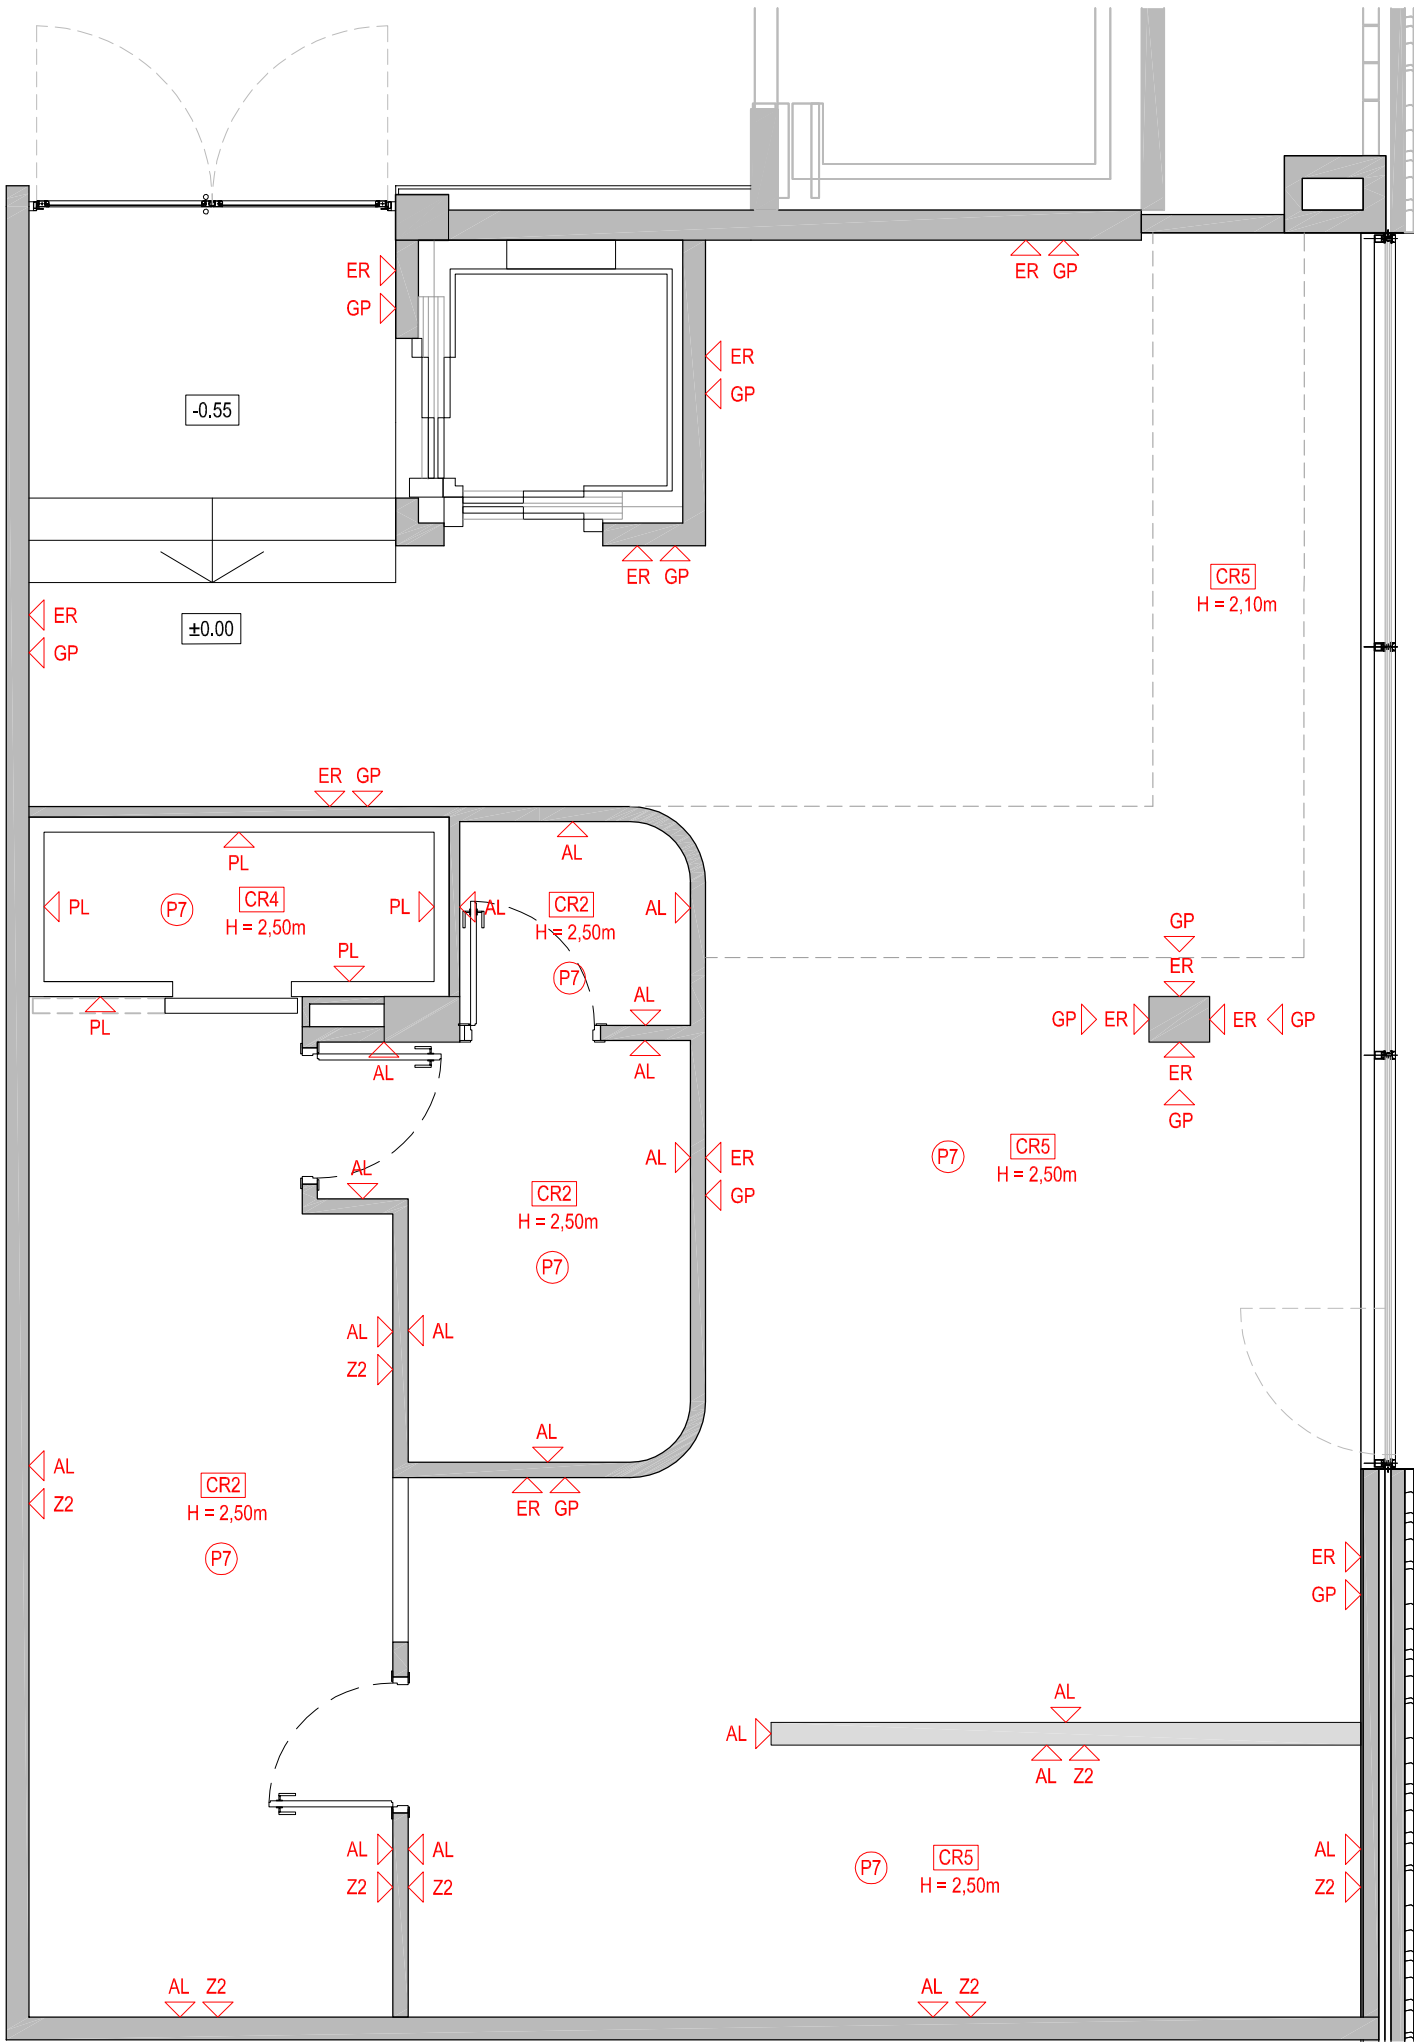 ER
GP
ER GP
ER
GP
-0.55
ER GP
CR5
H = 2,10m
ER
GP
±0.00
ER GP
AL
PL
PL
P7
CR4
H = 2,50m
PL
AL
CR2
H = 2,50m
AL
P7
PL
PL
AL
GP
ER
GP
ER
ER
GP
ER
GP
AL
AL
AL
AL
ER
GP
P7
CR5
H = 2,50m
CR2
H = 2,50m
P7
AL
Z2
AL
AL
ER GP
AL
Z2
CR2
H = 2,50m
P7
ER
GP
AL
AL
AL Z2
AL
Z2
AL
Z2
P7
CR5
H = 2,50m
AL
Z2
AL Z2
AL Z2